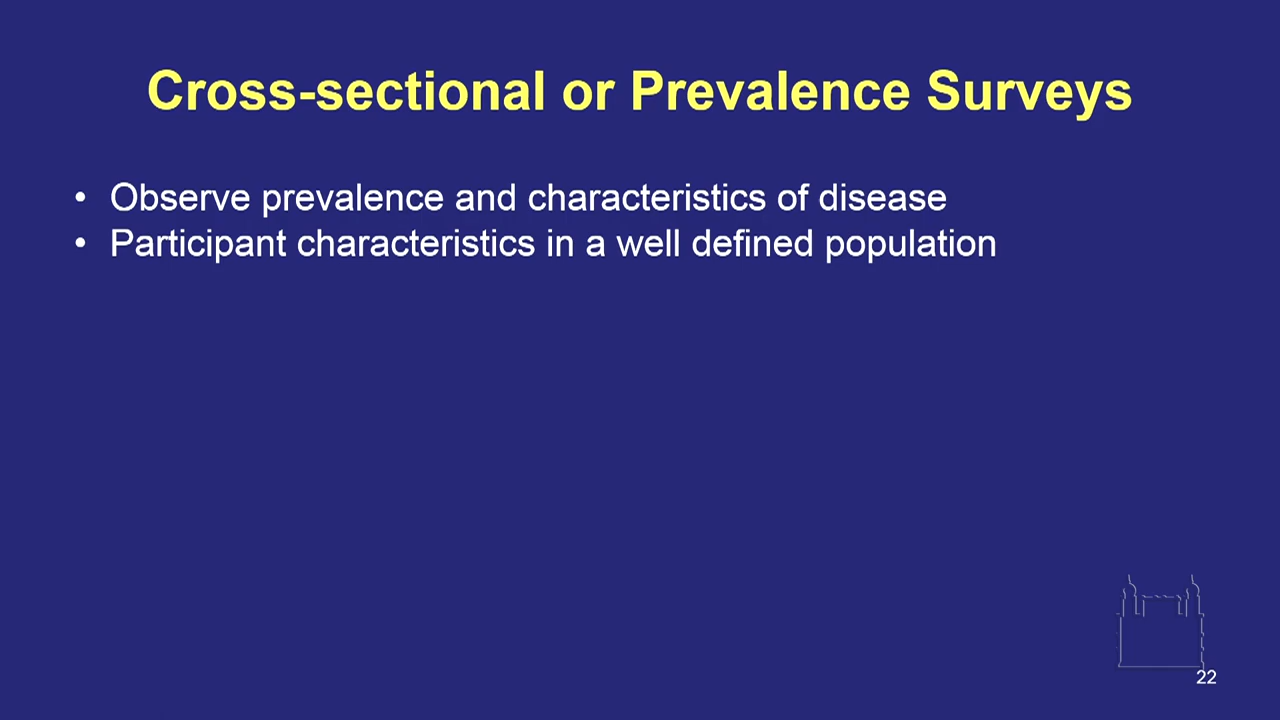 Cross-sectional or Prevalence Surveys
• Observe prevalence and characteristics of disease
• Participant characteristics in a well defined population
22